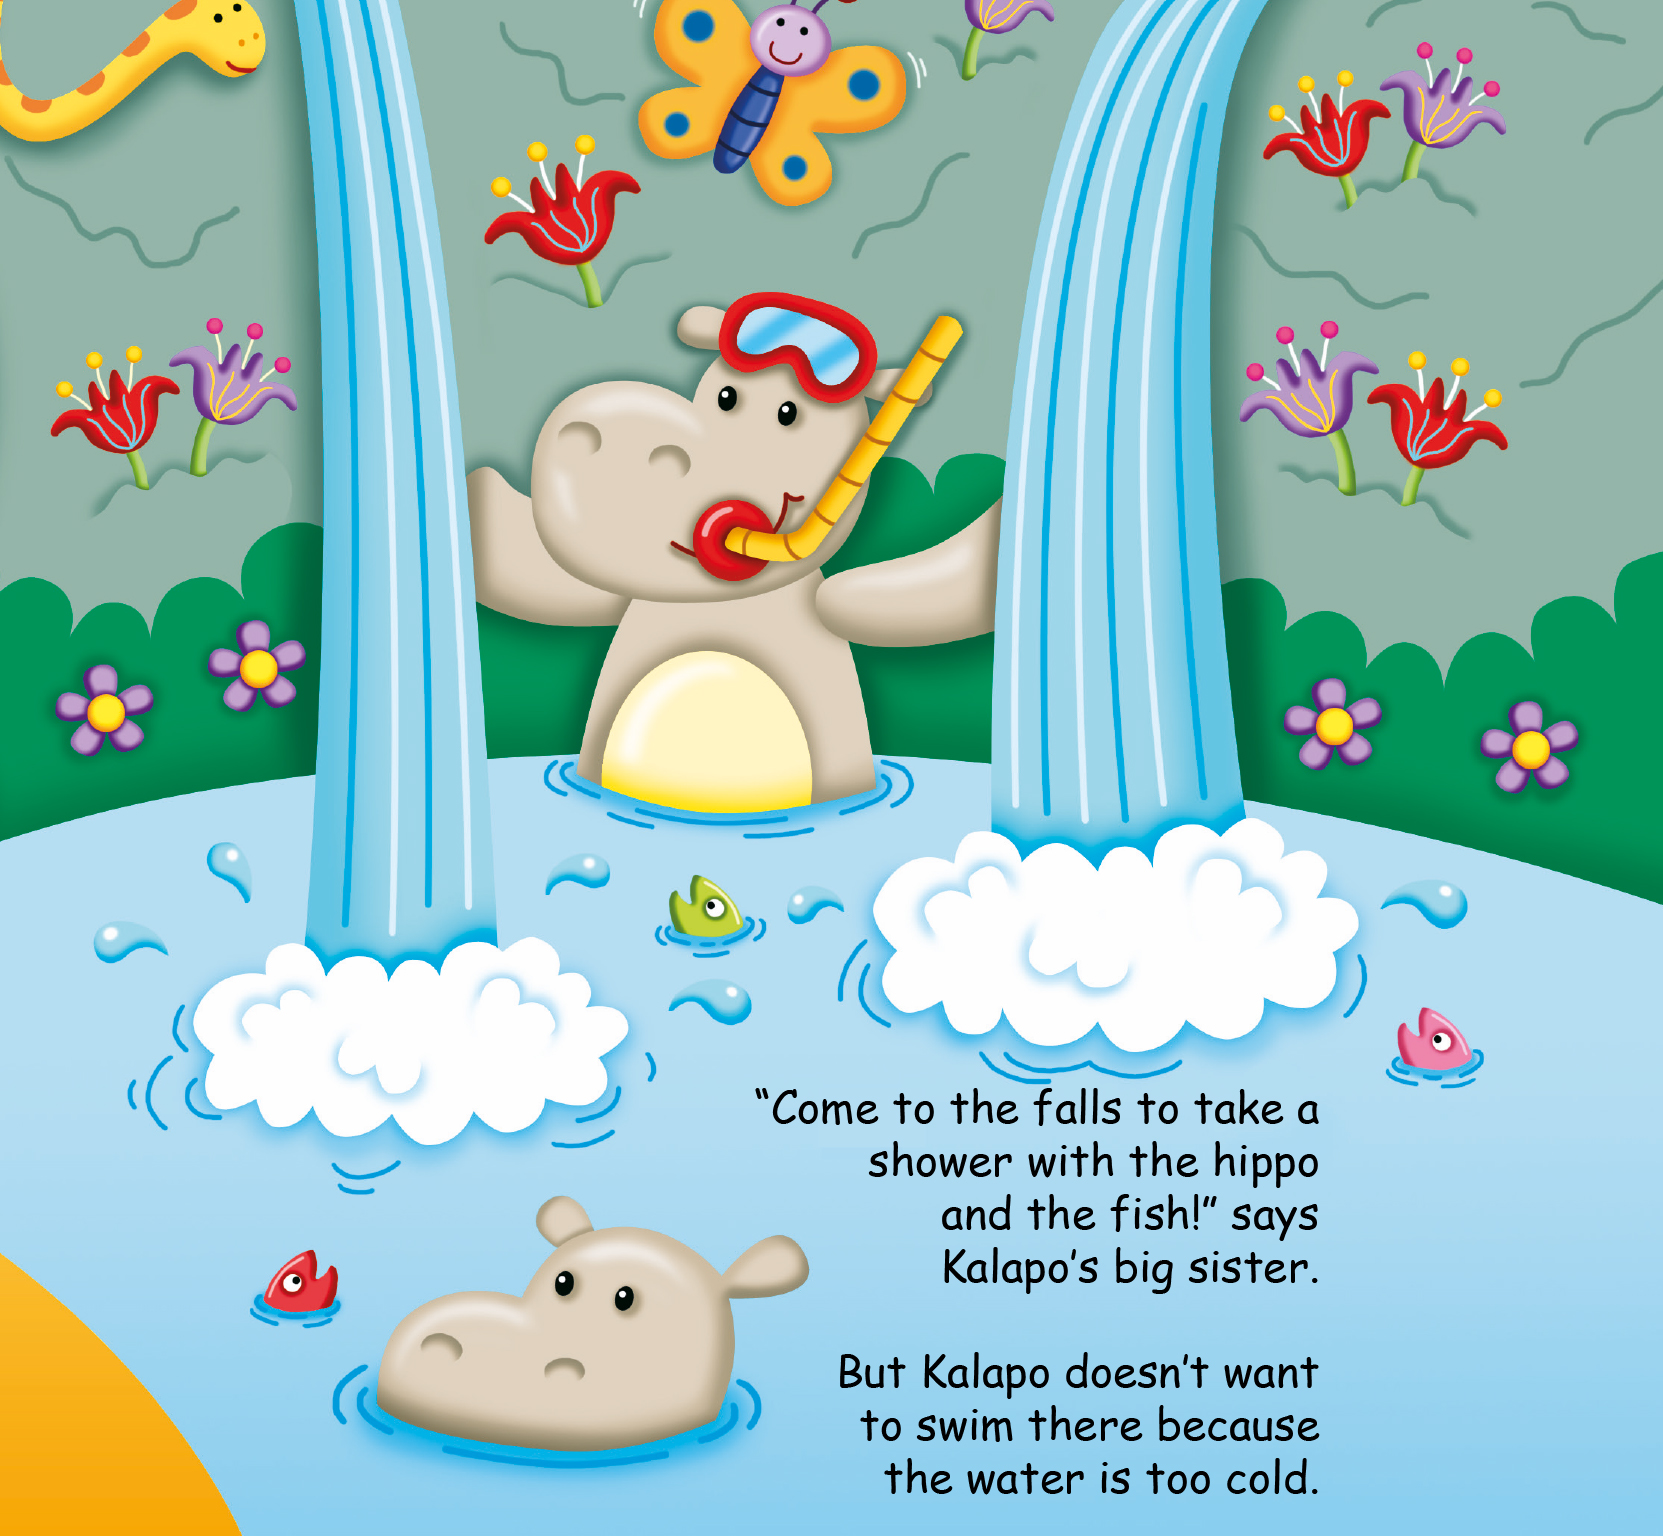 “Come to the falls to take a
shower with the hippo
and the fish!” says
Kalapo’s big sister.
But Kalapo doesn’t want
to swim there because
the water is too cold.